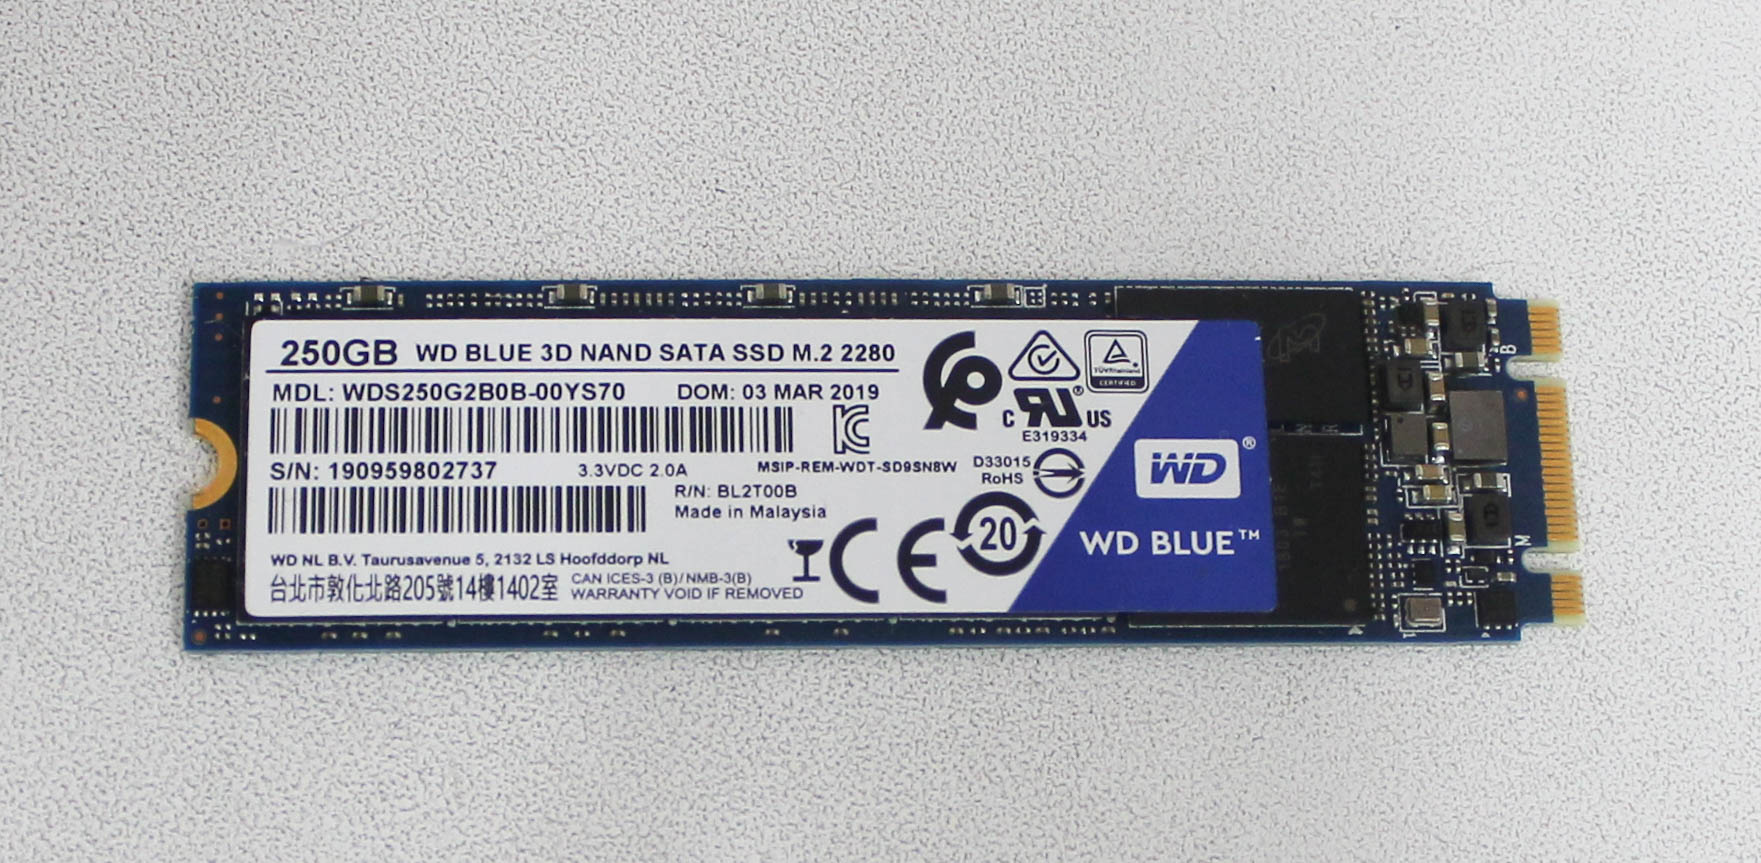 250GB WD BLUE 3D NAND SATA SSD M.2 2280
MDL: WDS250G2B0B-00YS70 DOM: 03 MAR 2019
S/N: 190959802737 3.3VDC 2.0A MSIP-REM-WDT-SD9SN8W
R/N: BL2T00B
Made in Malaysia
WD NL B.V. Taurusavenue 5, 2132 LS Hoofddorp NL
台北市敦化北路205號14樓1402室
CAN ICES-3 (B)/NMB-3(B)
WARRANTY VOID IF REMOVED
TÜVRheinland
CERTIFIED
C US
E319334
D33015
RoHS
CE
20
WD®
WD BLUE™
B
M